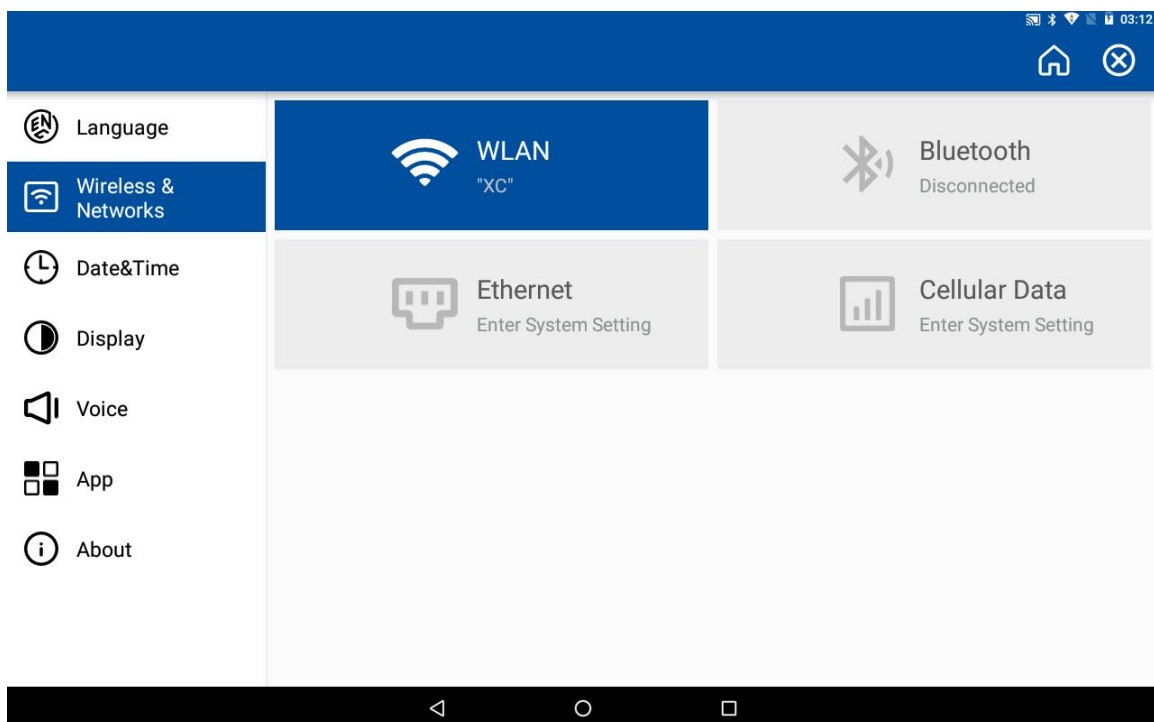 03:12
EN
Language
Wireless &
Networks
Date&Time
Display
Voice
App
About
WLAN
"XC"
Bluetooth
Disconnected
Ethernet
Enter System Setting
Cellular Data
Enter System Setting